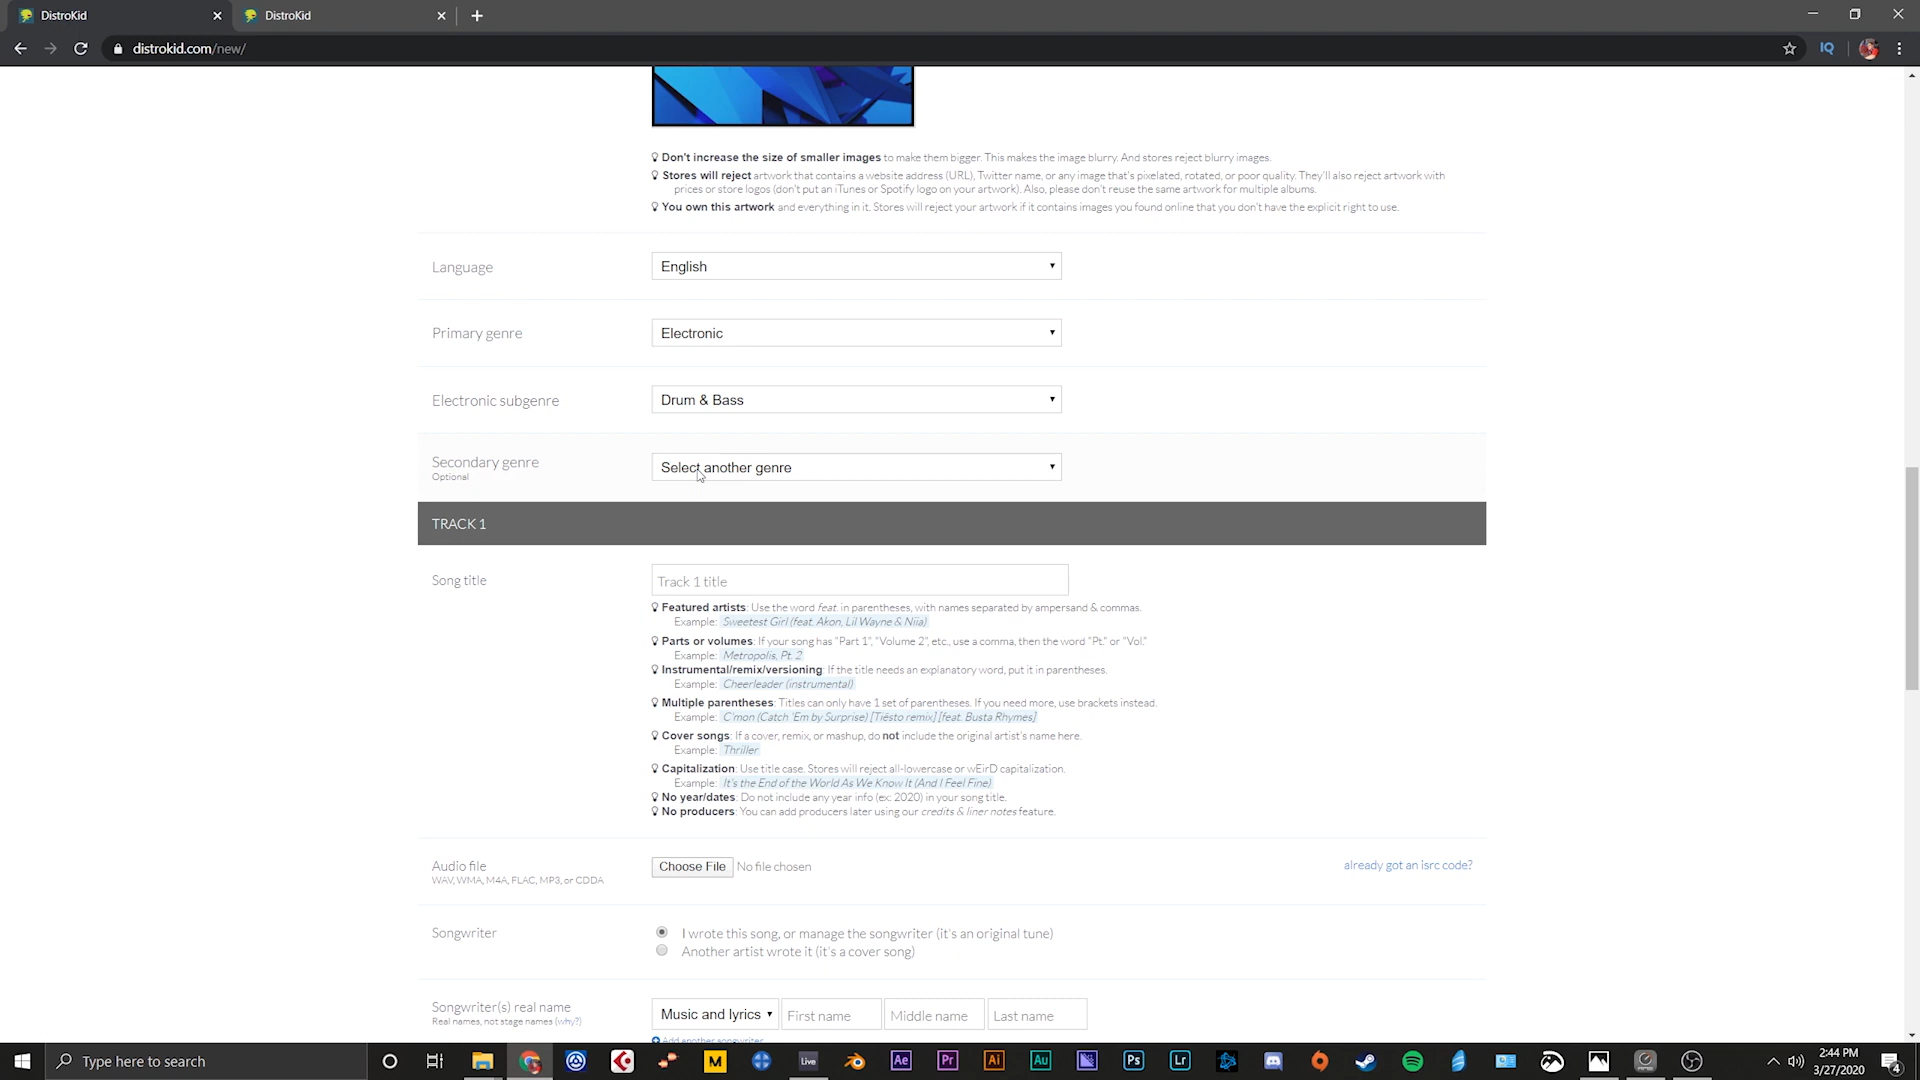 DistroKid
DistroKid
distrokid.com/new/
IQ
Don't increase the size of smaller images to make them bigger. This makes the image blurry. And stores reject blurry images.
Stores will reject artwork that contains a website address (URL), Twitter name, or any image that's pixelated, rotated, or poor quality. They'll also reject artwork with
prices or store logos (don't put an iTunes or Spotify logo on your artwork). Also, please don't reuse the same artwork for multiple albums.
You own this artwork and everything in it. Stores will reject your artwork if it contains images you found online that you don't have the explicit right to use.
Language
English
Primary genre
Electronic
Electronic subgenre
Drum & Bass
Secondary genre
Optional
Select another genre
TRACK 1
Song title
Track 1 title
Featured artists: Use the word feat. in parentheses, with names separated by ampersand & commas.
Example: Sweetest Girl (feat. Akon, Lil Wayne & Niia)
Parts or volumes: If your song has "Part 1", "Volume 2", etc., use a comma, then the word "Pt." or "Vol."
Example: Metropolis, Pt. 2
Instrumental/remix/versioning: If the title needs an explanatory word, put it in parentheses.
Example: Cheerleader (instrumental)
Multiple parentheses: Titles can only have 1 set of parentheses. If you need more, use brackets instead.
Example: C'mon (Catch 'Em by Surprise) [Tiësto remix] [feat. Busta Rhymes]
Cover songs: If a cover, remix, or mashup, do not include the original artist's name here.
Example: Thriller
Capitalization: Use title case. Stores will reject all-lowercase or wEirD capitalization.
Example: It's the End of the World As We Know It (And I Feel Fine)
No year/dates: Do not include any year info (ex: 2020) in your song title.
No producers: You can add producers later using our credits & liner notes feature.
Audio file
WAV, WMA, M4A, FLAC, MP3, or CDDA
Choose File No file chosen
already got an isrc code?
Songwriter
I wrote this song, or manage the songwriter (it's an original tune)
Another artist wrote it (it's a cover song)
Songwriter(s) real name
Real names, not stage names (why?)
Music and lyrics
First name
Middle name
Last name
Add another songwriter
Type here to search
M
Live
Ae
Pr
Ai
Au
Ps
Lr
2:44 PM
3/27/2020
4